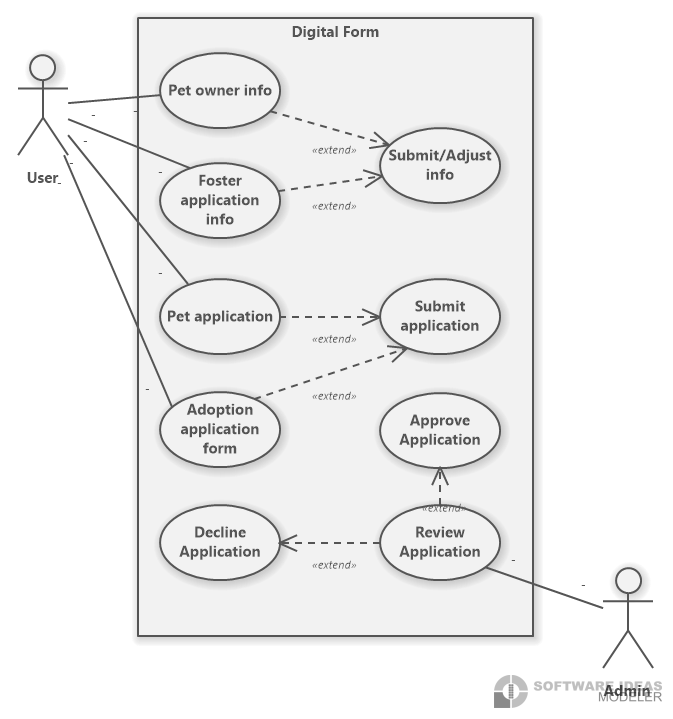 Digital Form
Pet owner info
User
«extend»
Submit/Adjust
info
Foster
application
info
«extend»
Pet application
Submit
application
«extend»
Adoption
application
form
«extend»
Approve
Application
«extend»
Decline
Application
Review
Application
«extend»
Admin
SOFTWARE IDEAS
MODELER